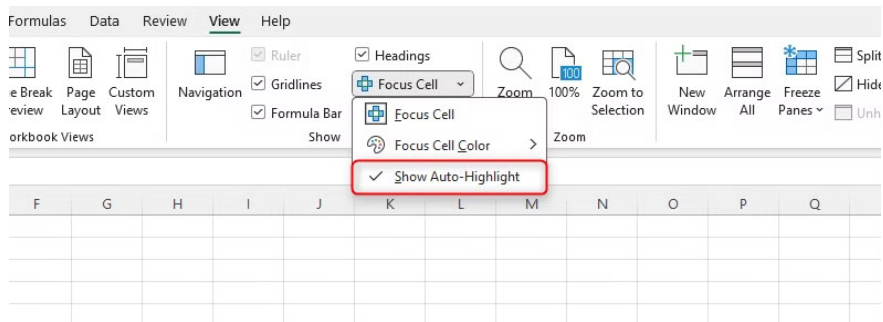 Formulas Data Review View Help
Ruler Headings Split
Gridlines Focus Cell Hide
Formula Bar Unh
e Break Preview
Page Layout
Custom Views
Navigation
Zoom
100
100%
Zoom to Selection
New Window
Arrange All
Freeze Panes
orkbook Views Show Zoom
Focus Cell
Focus Cell Color
Show Auto-Highlight
F G H I J K L M N O P Q